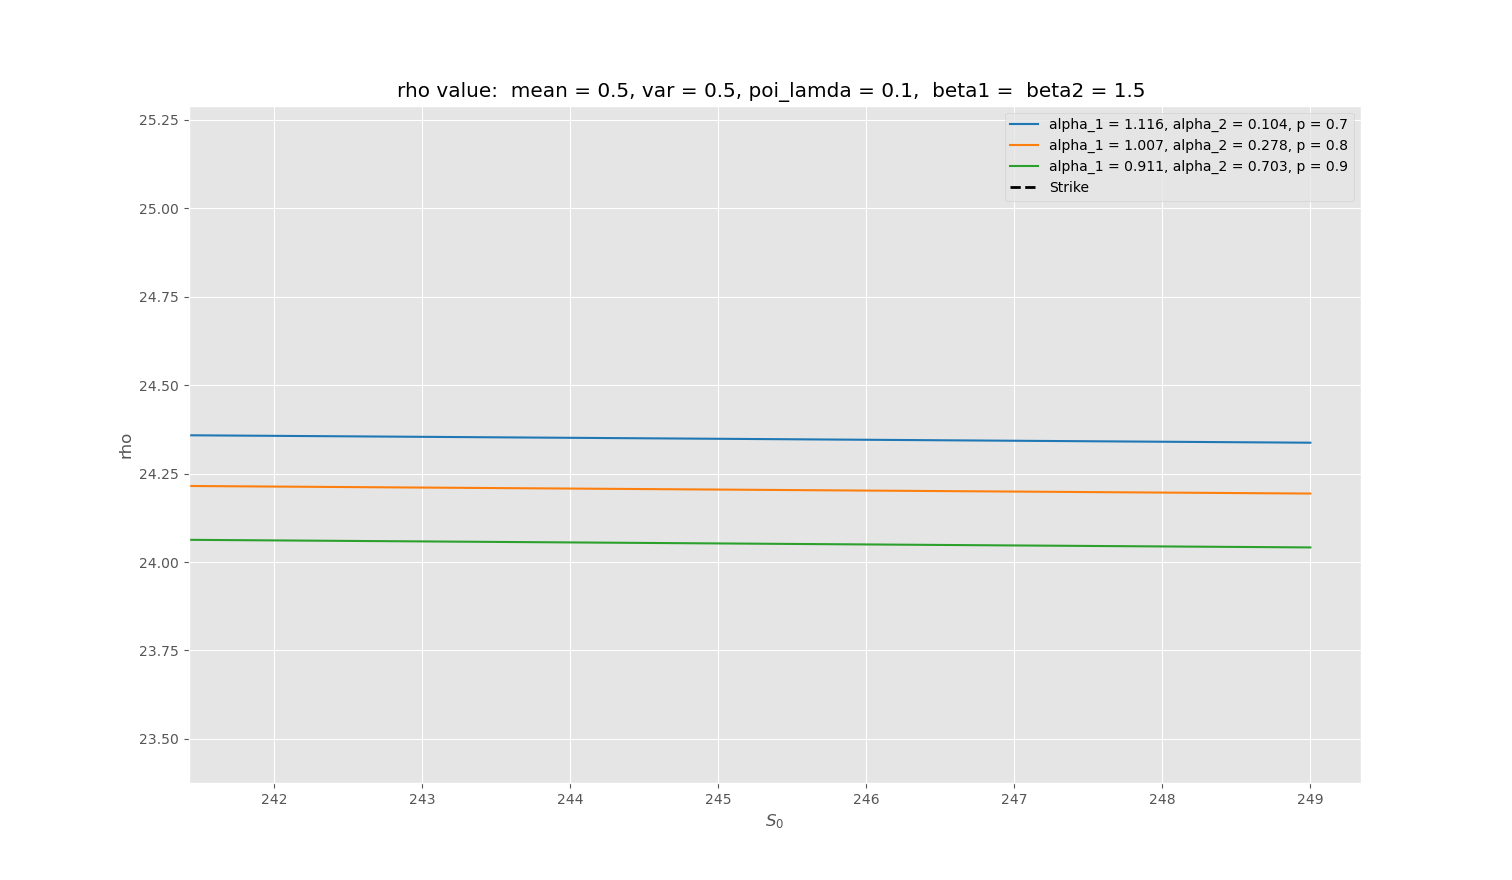 rho value:  mean = 0.5, var = 0.5, poi_lamda = 0.1,  beta1 =  beta2 = 1.5
alpha_1 = 1.116, alpha_2 = 0.104, p = 0.7
alpha_1 = 1.007, alpha_2 = 0.278, p = 0.8
alpha_1 = 0.911, alpha_2 = 0.703, p = 0.9
Strike
rho
25.25
25.00
24.75
24.50
24.25
24.00
23.75
23.50
242 243 244 245 246 247 248 249
S_0